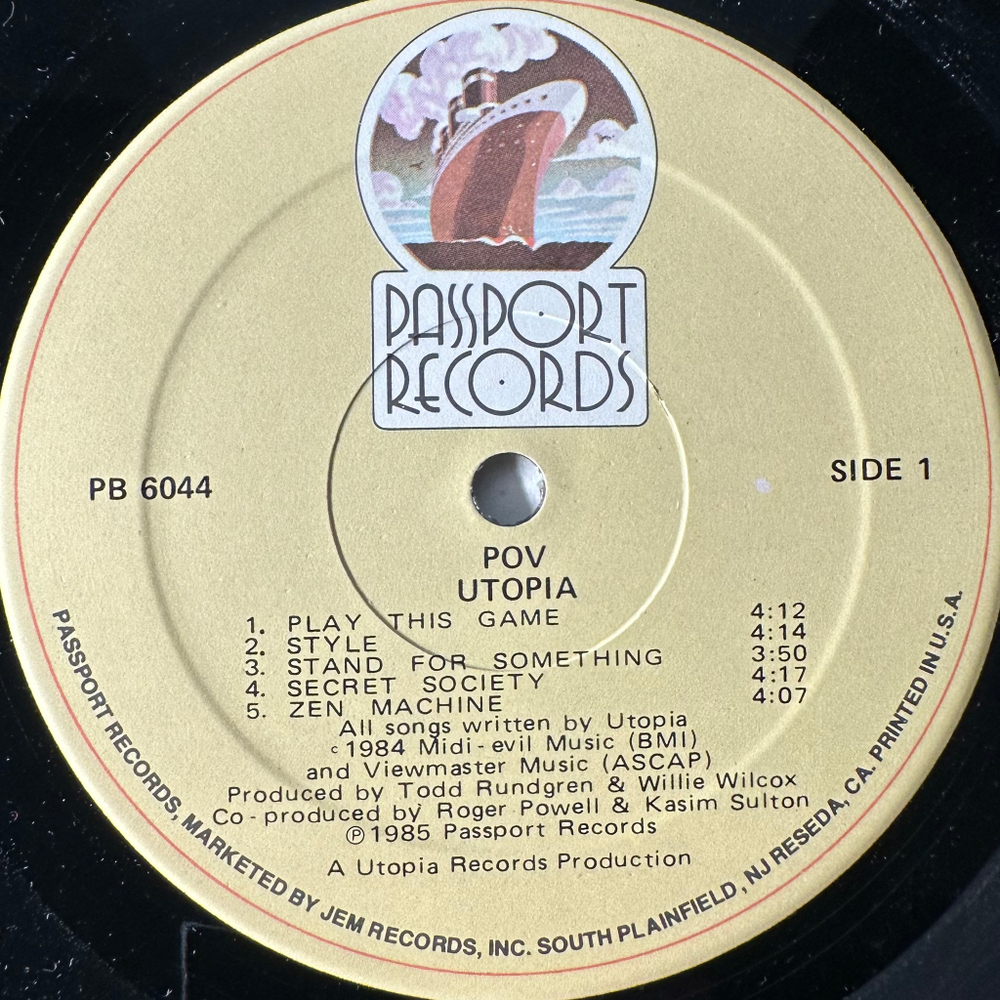 PASSPORT
RECORDS
PB 6044
SIDE 1
POV
UTOPIA
1. PLAY THIS GAME 4:12
2. STYLE 4:14
3. STAND FOR SOMETHING 3:50
4. SECRET SOCIETY 4:17
5. ZEN MACHINE 4:07
All songs written by Utopia
c 1984 Midi-evil Music (BMI)
and Viewmaster Music (ASCAP)
Produced by Todd Rundgren & Willie Wilcox
Co-produced by Roger Powell & Kasim Sulton
℗ 1985 Passport Records
A Utopia Records Production
PASSPORT RECORDS, MARKETED BY JEM RECORDS, INC. SOUTH PLAINFIELD, NJ RESEDA, CA. PRINTED IN U.S.A.